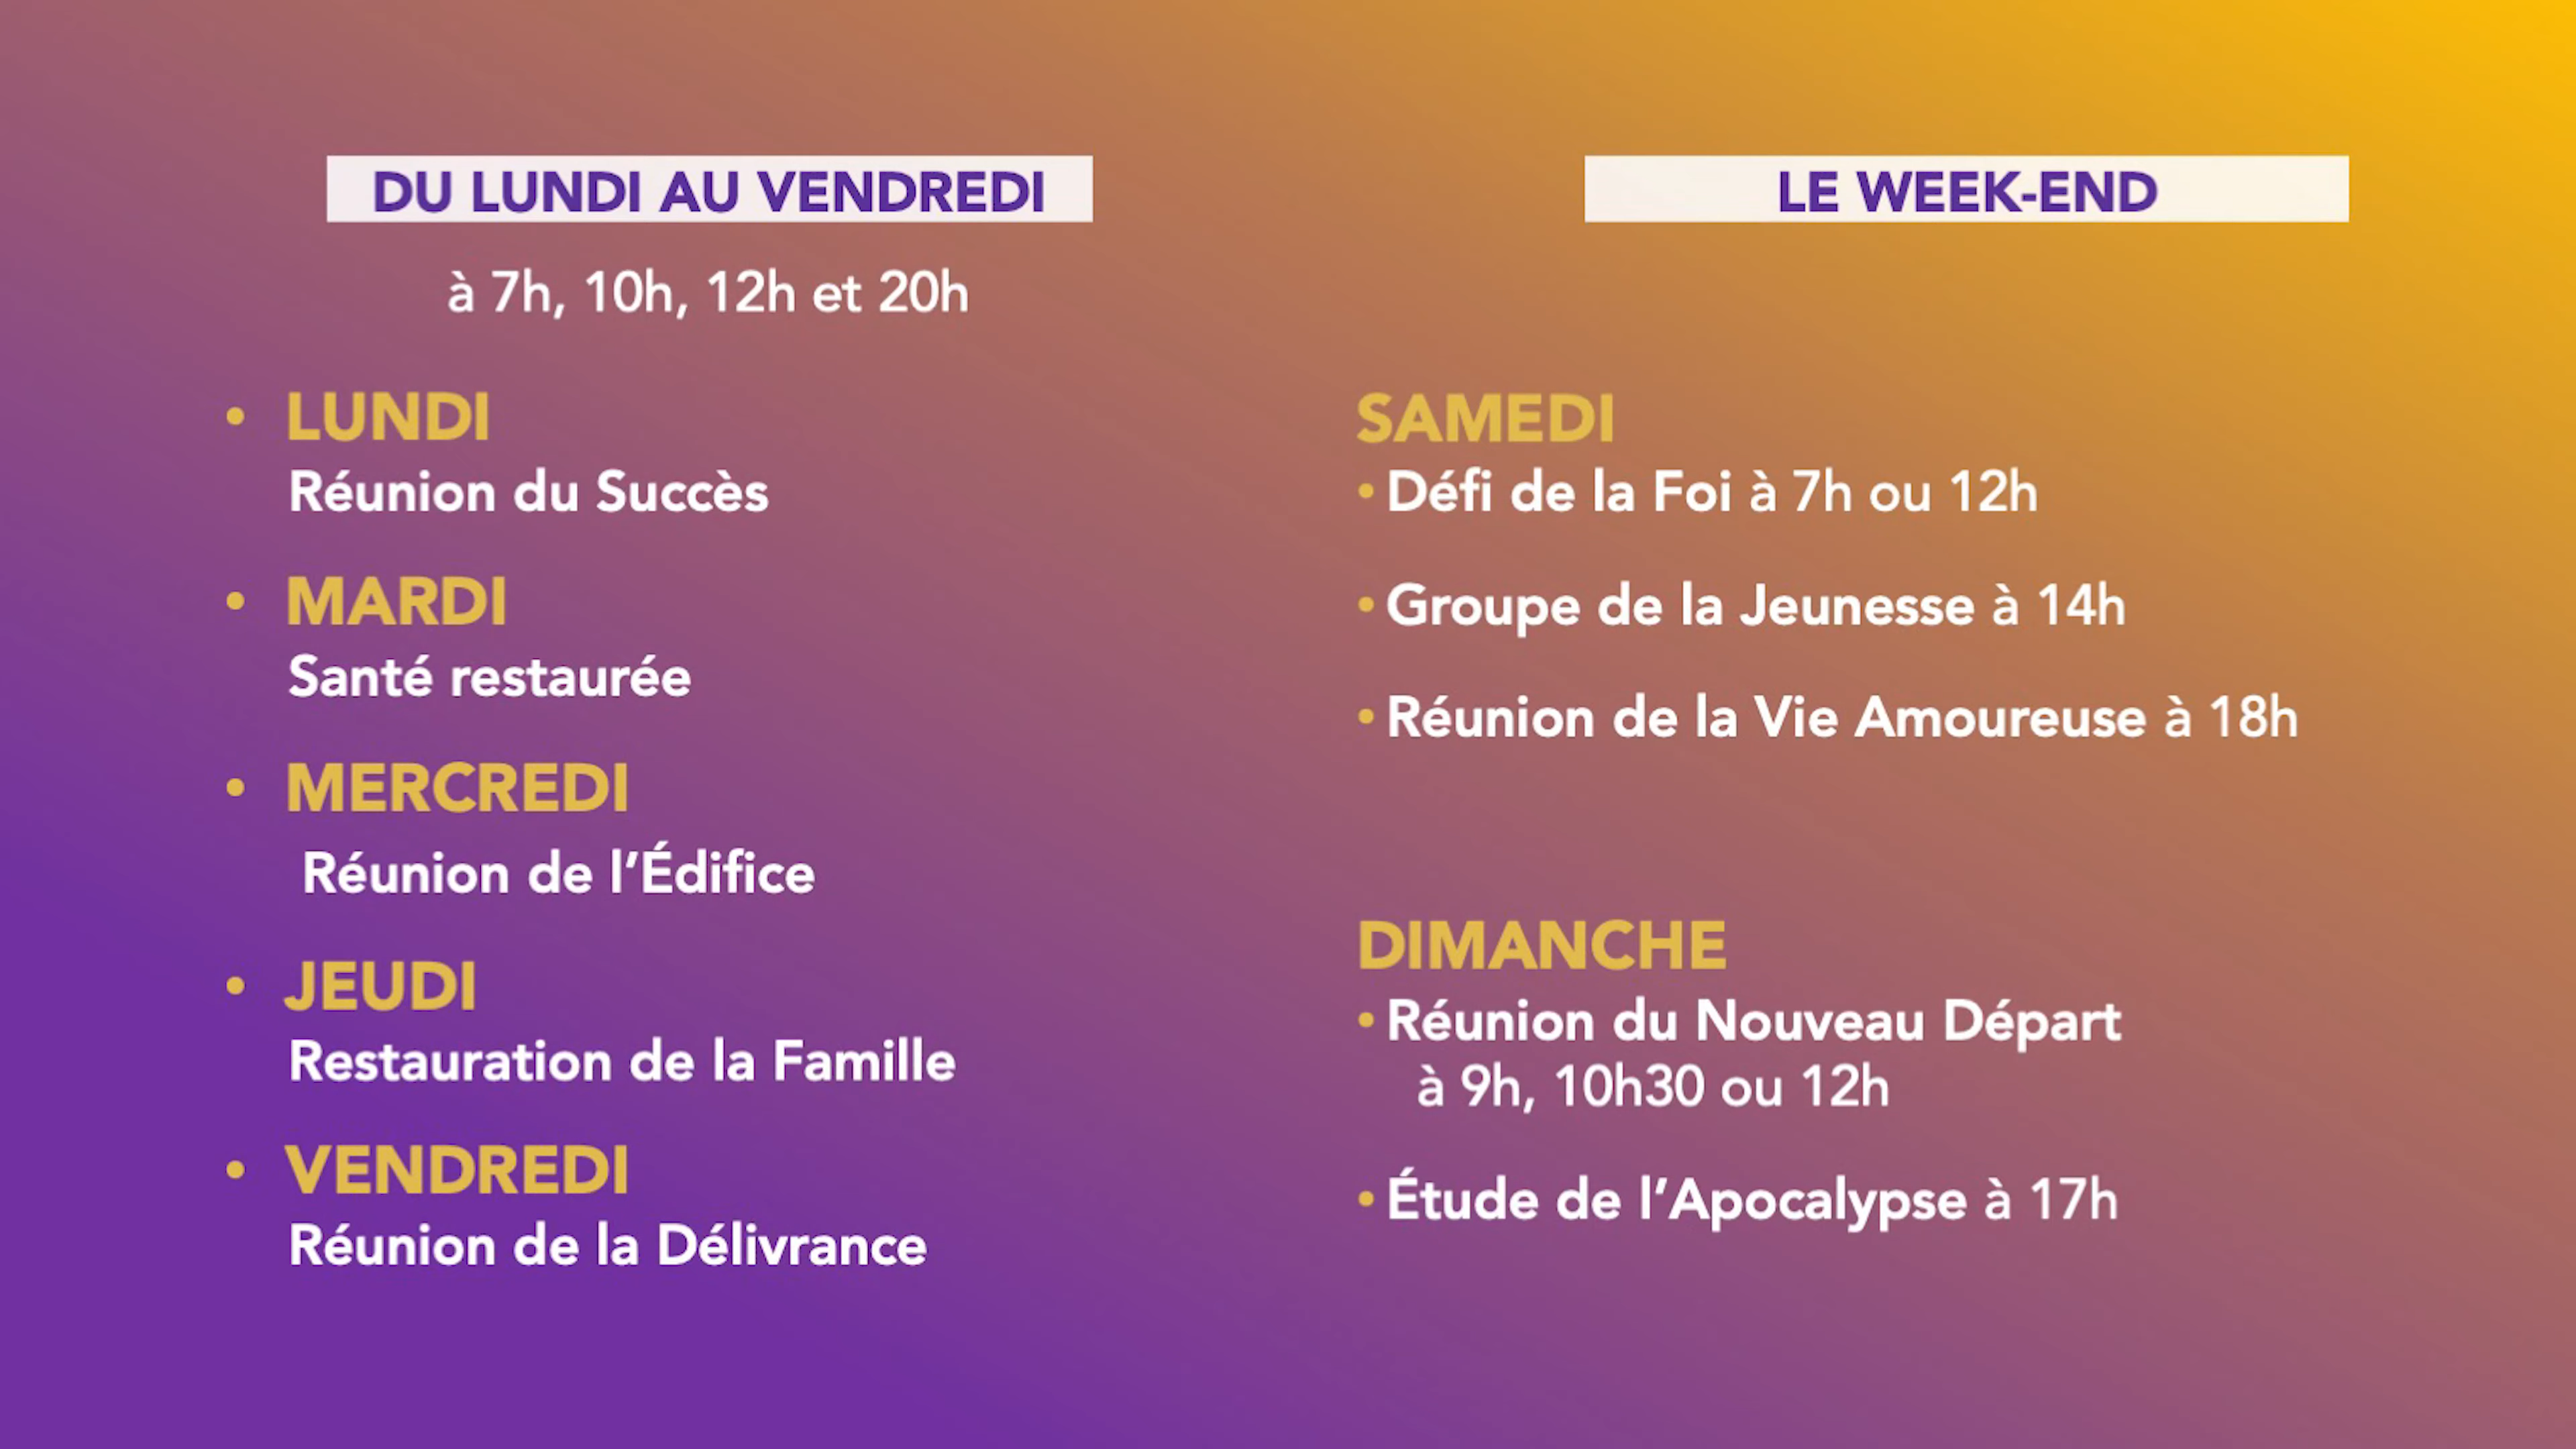 DU LUNDI AU VENDREDI
à 7h, 10h, 12h et 20h
• LUNDI
Réunion du Succès
• MARDI
Santé restaurée
• MERCREDI
Réunion de l’Édifice
• JEUDI
Restauration de la Famille
• VENDREDI
Réunion de la Délivrance
LE WEEK-END
SAMEDI
• Défi de la Foi à 7h ou 12h
• Groupe de la Jeunesse à 14h
• Réunion de la Vie Amoureuse à 18h
DIMANCHE
• Réunion du Nouveau Départ
à 9h, 10h30 ou 12h
• Étude de l’Apocalypse à 17h